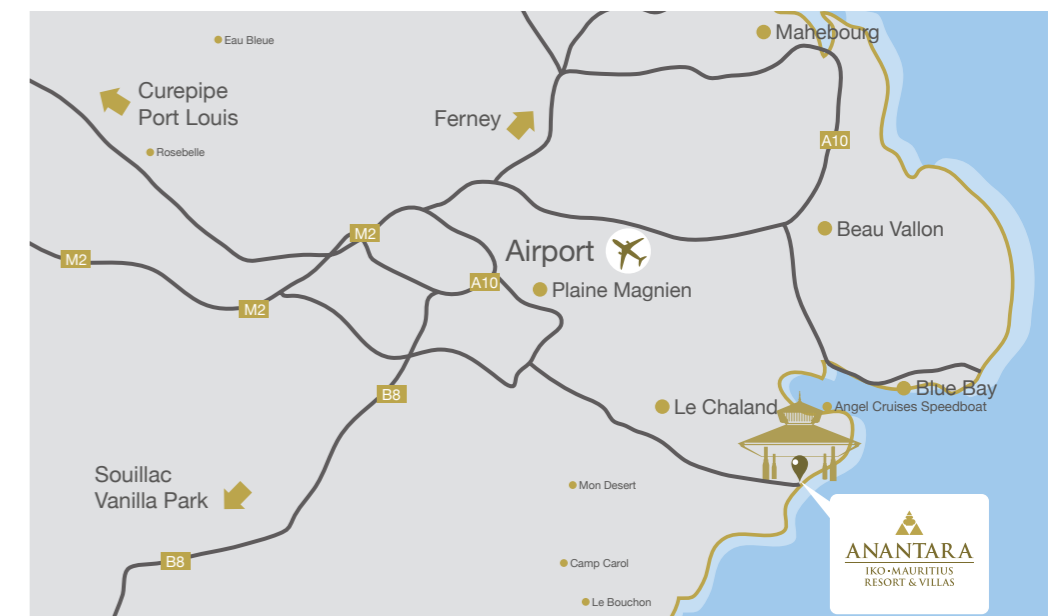 Mahebourg
Eau Bleue
Curepipe
Port Louis
Ferney
Rosebelle
A10
Beau Vallon
M2
Airport
M2
A10
Plaine Magnien
M2
Blue Bay
B8
Le Chaland
Angel Cruises Speedboat
Souillac
Vanilla Park
Mon Desert
ANANTARA
IKO•MAURITIUS
RESORT & VILLAS
B8
Camp Carol
Le Bouchon